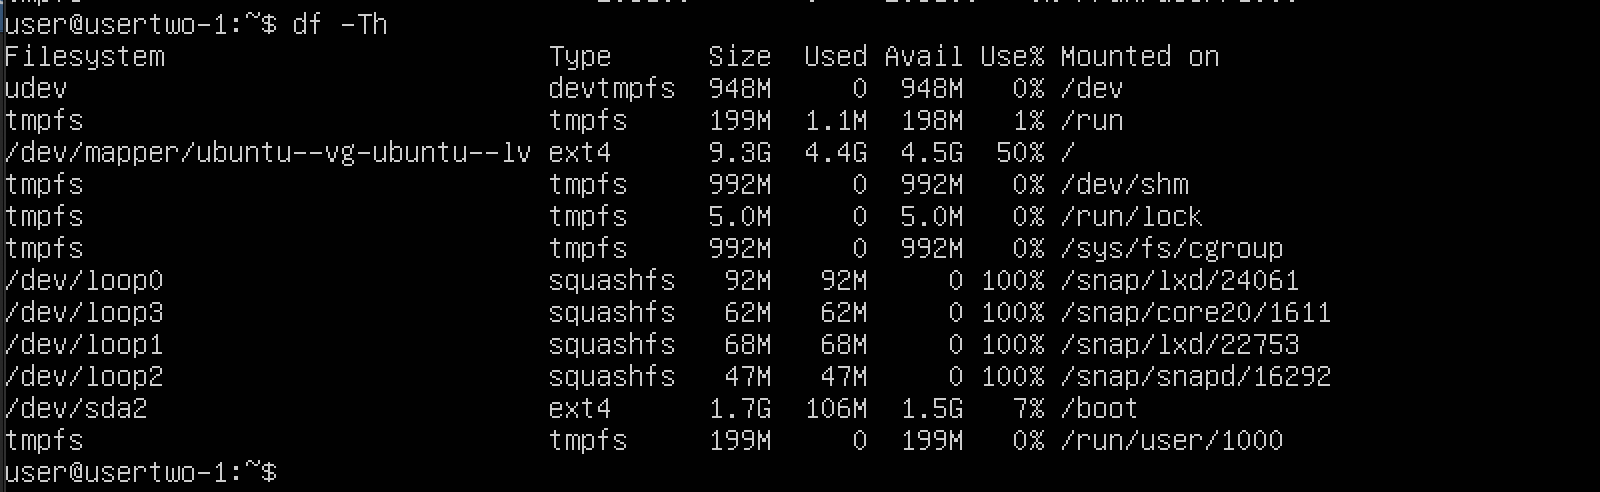 user@usertwo-1:~$ df -Th
Filesystem Type Size Used Avail Use% Mounted on
udev devtmpfs 948M 0 948M 0% /dev
tmpfs tmpfs 199M 1.1M 198M 1% /run
/dev/mapper/ubuntu--vg-ubuntu--lv ext4 9.3G 4.4G 4.5G 50% /
tmpfs tmpfs 992M 0 992M 0% /dev/shm
tmpfs tmpfs 5.0M 0 5.0M 0% /run/lock
tmpfs tmpfs 992M 0 992M 0% /sys/fs/cgroup
/dev/loop0 squashfs 92M 92M 0 100% /snap/lxd/24061
/dev/loop3 squashfs 62M 62M 0 100% /snap/core20/1611
/dev/loop1 squashfs 68M 68M 0 100% /snap/lxd/22753
/dev/loop2 squashfs 47M 47M 0 100% /snap/snapd/16292
/dev/sda2 ext4 1.7G 106M 1.5G 7% /boot
tmpfs tmpfs 199M 0 199M 0% /run/user/1000
user@usertwo-1:~$